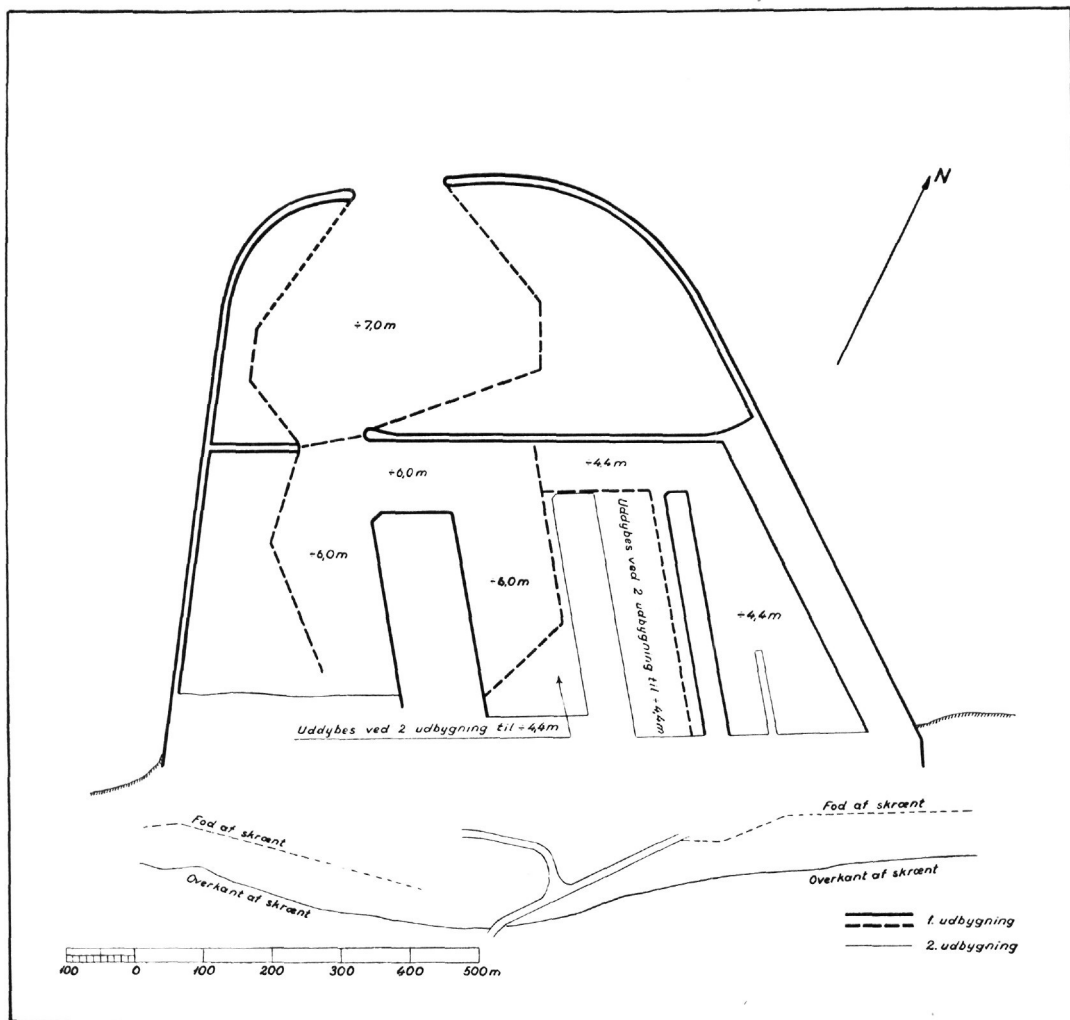 N
÷7,0m
÷6,0m
÷4,4m
÷6,0m
÷6,0m
Uddybes ved 2 udbygning til ÷4,4m
÷4,4m
Uddybes ved 2 udbygning til ÷4,4m
Fod af skrænt
Fod af skrænt
Overkant af skrænt
Overkant af skrænt
1. udbygning
2. udbygning
100 0 100 200 300 400 500m